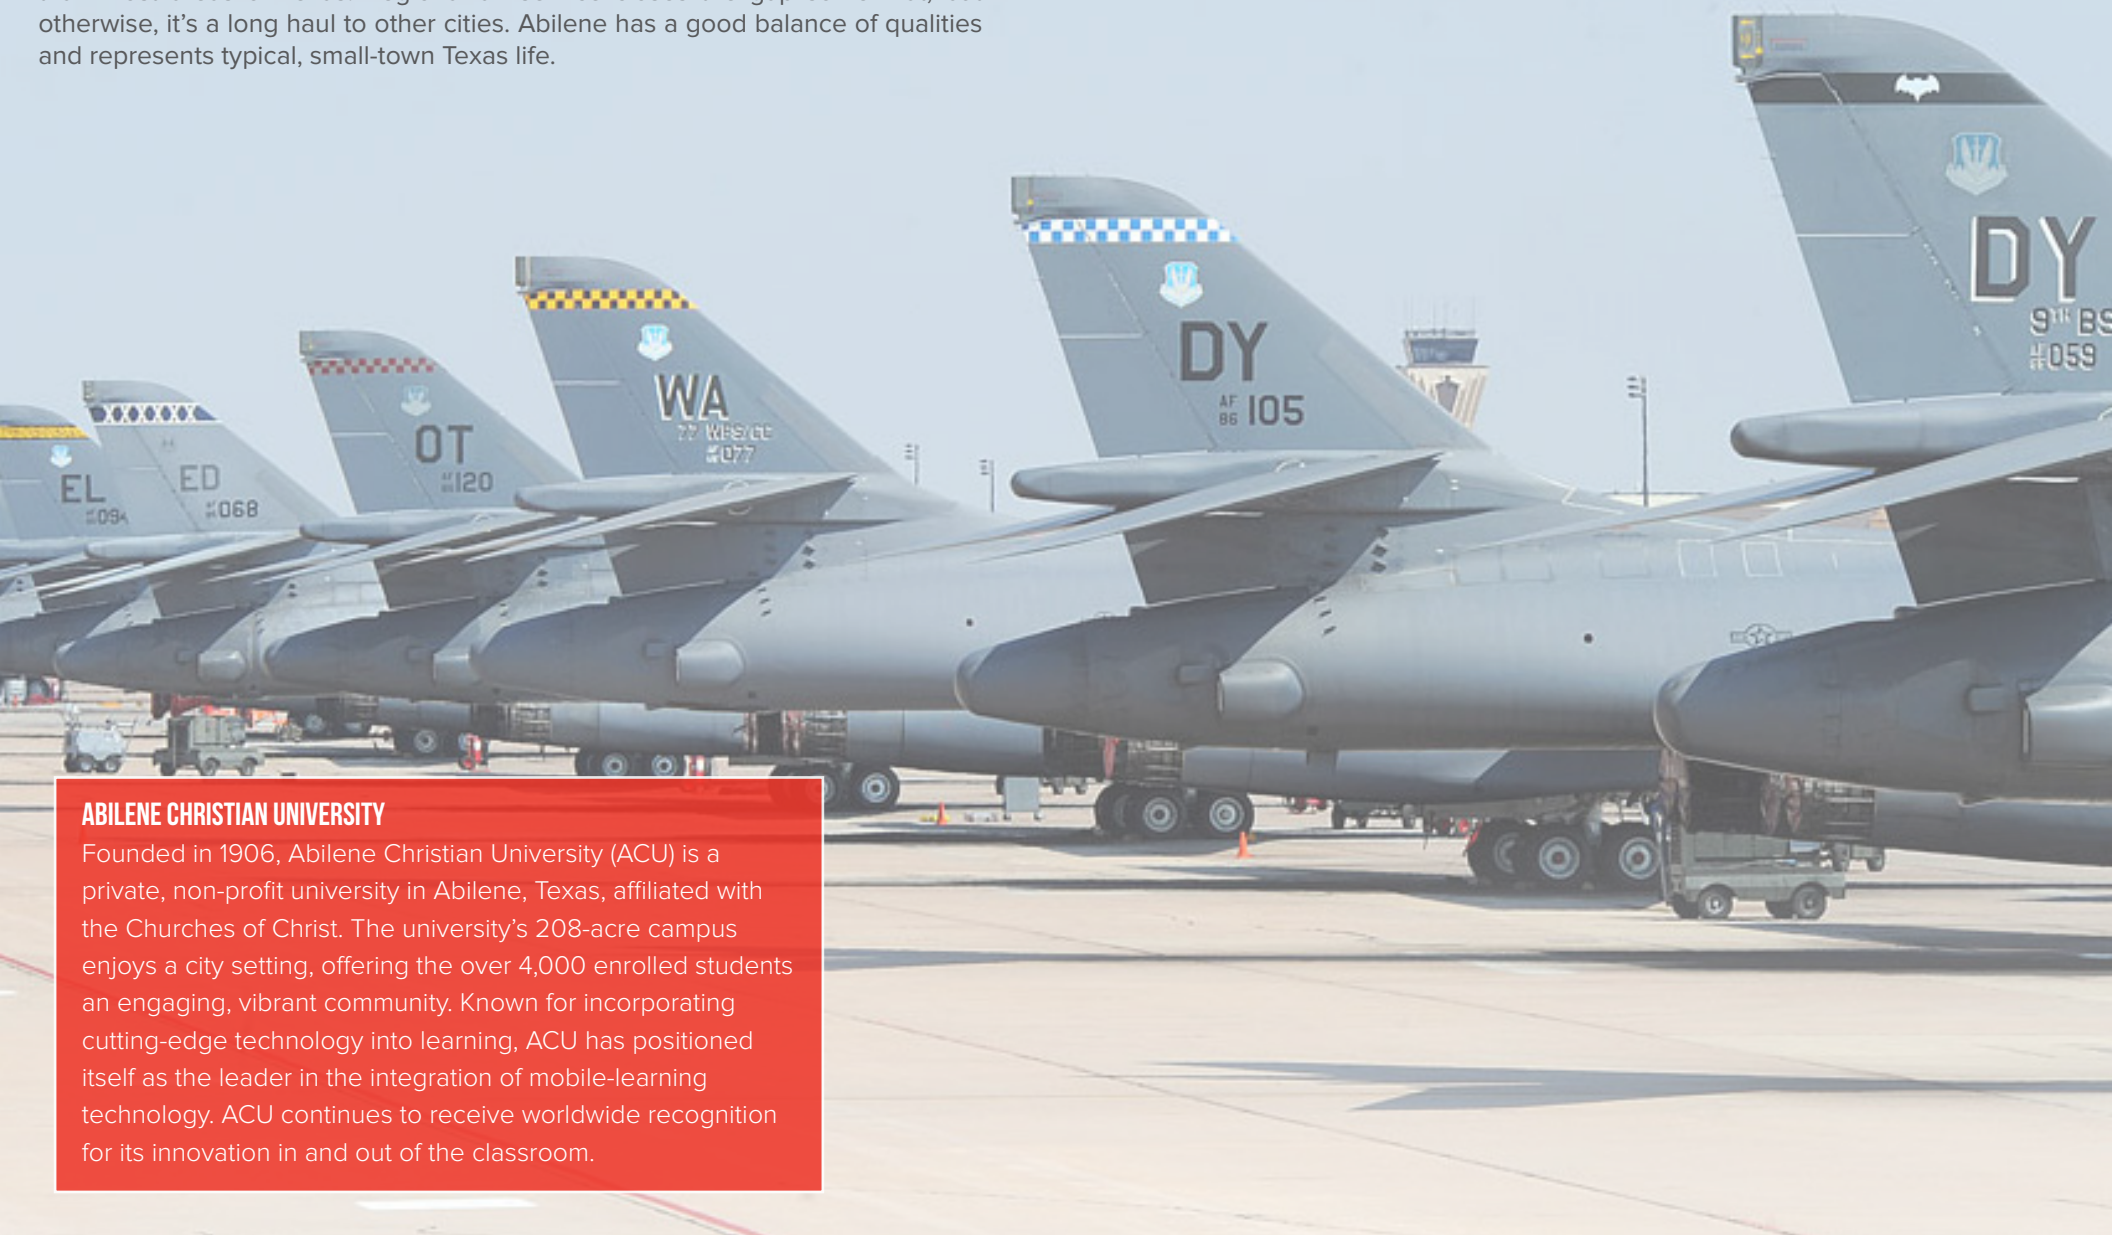 otherwise, it's a long haul to other cities. Abilene has a good balance of qualities
and represents typical, small-town Texas life.
DY
9TH BS
059
DY
AF
86 105
WA
77 WPS/CC
077
OT
120
ED
068
EL
094
ABILENE CHRISTIAN UNIVERSITY
Founded in 1906, Abilene Christian University (ACU) is a
private, non-profit university in Abilene, Texas, affiliated with
the Churches of Christ. The university's 208-acre campus
enjoys a city setting, offering the over 4,000 enrolled students
an engaging, vibrant community. Known for incorporating
cutting-edge technology into learning, ACU has positioned
itself as the leader in the integration of mobile-learning
technology. ACU continues to receive worldwide recognition
for its innovation in and out of the classroom.